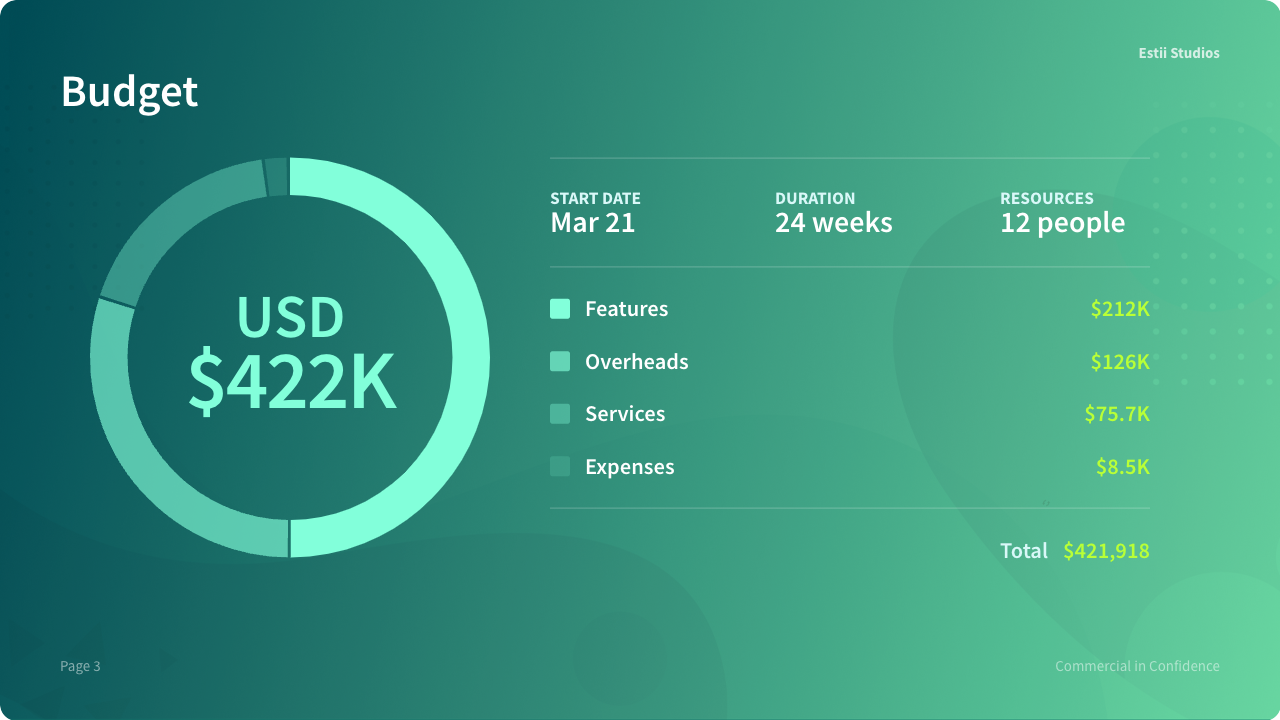 Estii Studios
Budget
USD
$422K
START DATE
Mar 21
DURATION
24 weeks
RESOURCES
12 people
Features $212K
Overheads $126K
Services $75.7K
Expenses $8.5K
Total $421,918
Page 3
Commercial in Confidence